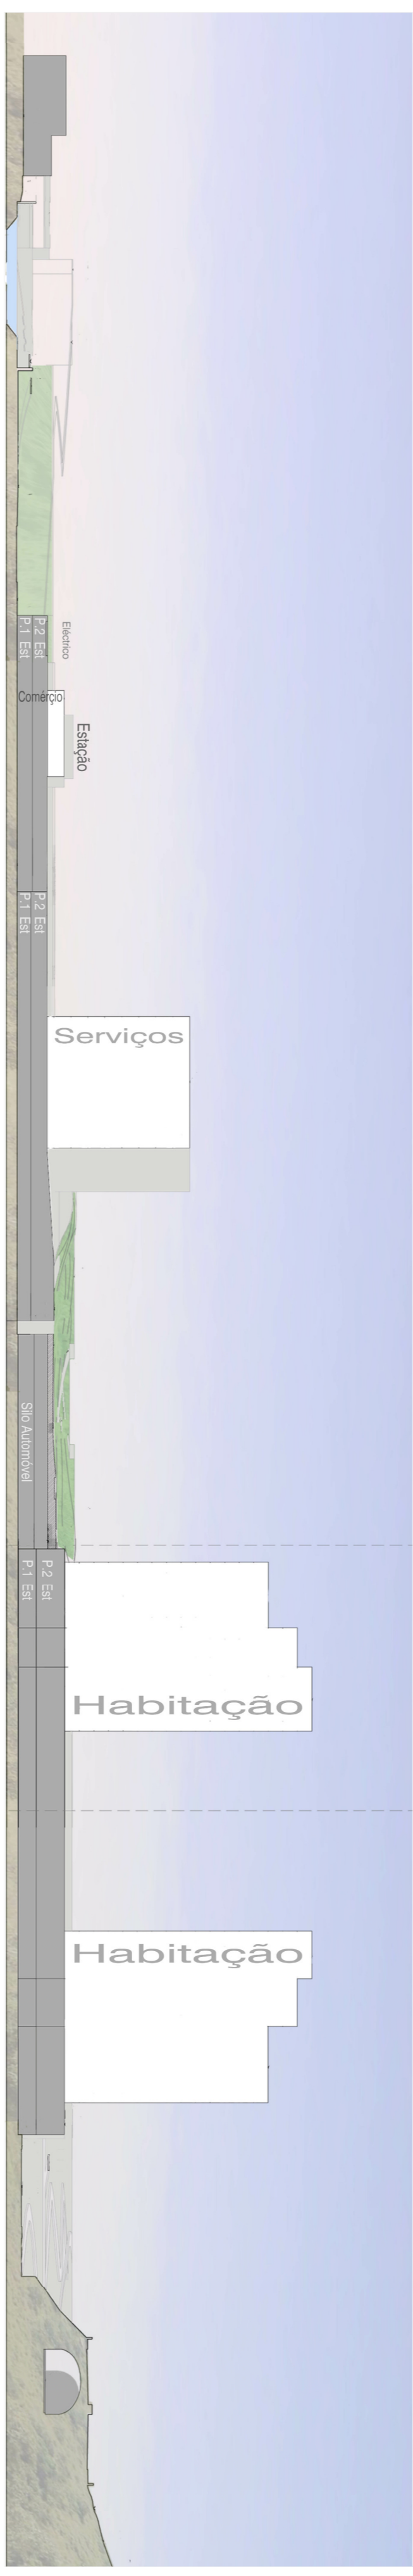 P.2 Est
P.1 Est
Eléctrico
Comércio
Estação
P.2 Est
P.1 Est
Serviços
Silo Automóvel
P.2 Est
P.1 Est
Habitação
Habitação